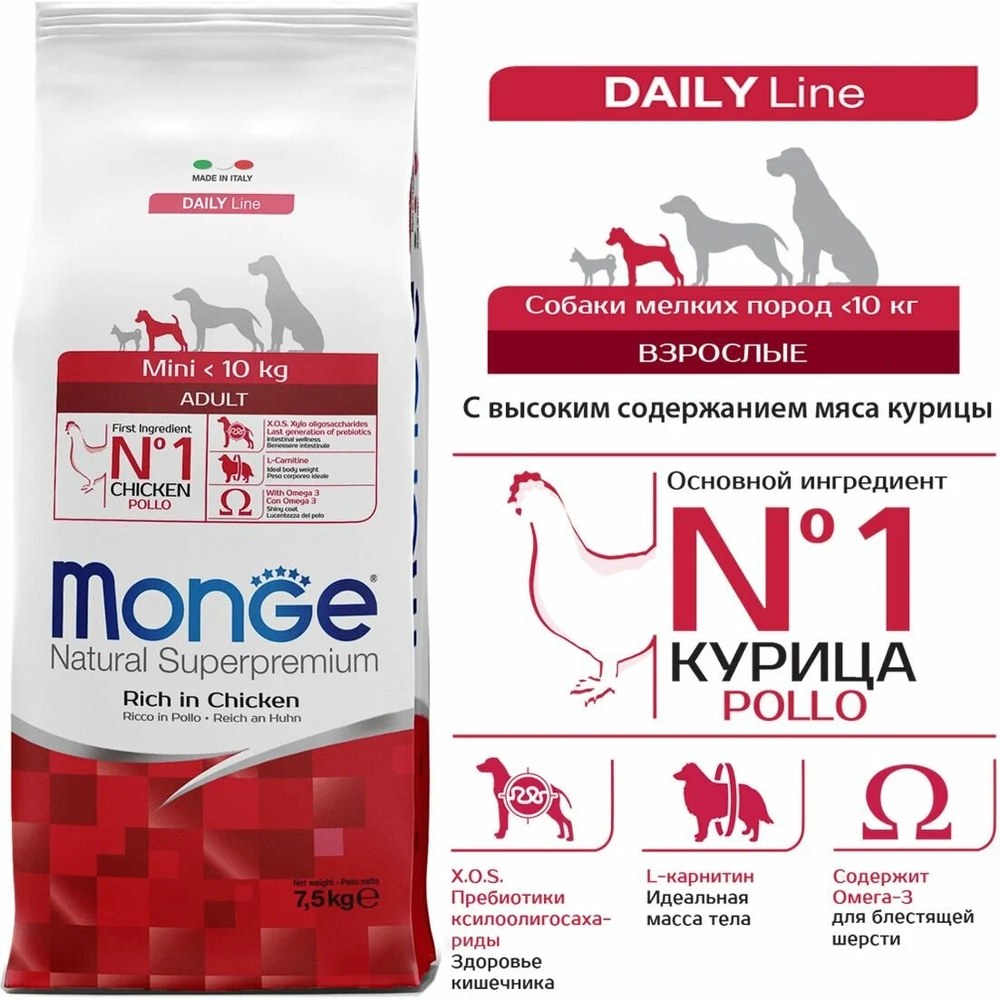 MADE IN ITALY
DAILY Line
Mini < 10 kg
ADULT
First Ingredient
Nº1
CHICKEN
POLLO
X.O.S. Xylo oligosaccharides
Last generation of prebiotics
Intestinal wellness
Benessere intestinale
L-Carnitine
Ideal body weight
Peso corporeo ideale
With Omega 3
Con Omega 3
Shiny coat
Lucentezza del pelo
Monge®
Natural Superpremium
Rich in Chicken
Ricco in Pollo • Reich an Huhn
Net weight - Peso netto
7,5 kg e
DAILY Line
Собаки мелких пород <10 кг
ВЗРОСЛЫЕ
С высоким содержанием мяса курицы
Основной ингредиент
Nº1
КУРИЦА
POLLO
X.O.S.
Пребиотики
ксилоолигосаха-
риды
Здоровье
кишечника
L-карнитин
Идеальная
масса тела
Содержит
Омега-3
для блестящей
шерсти